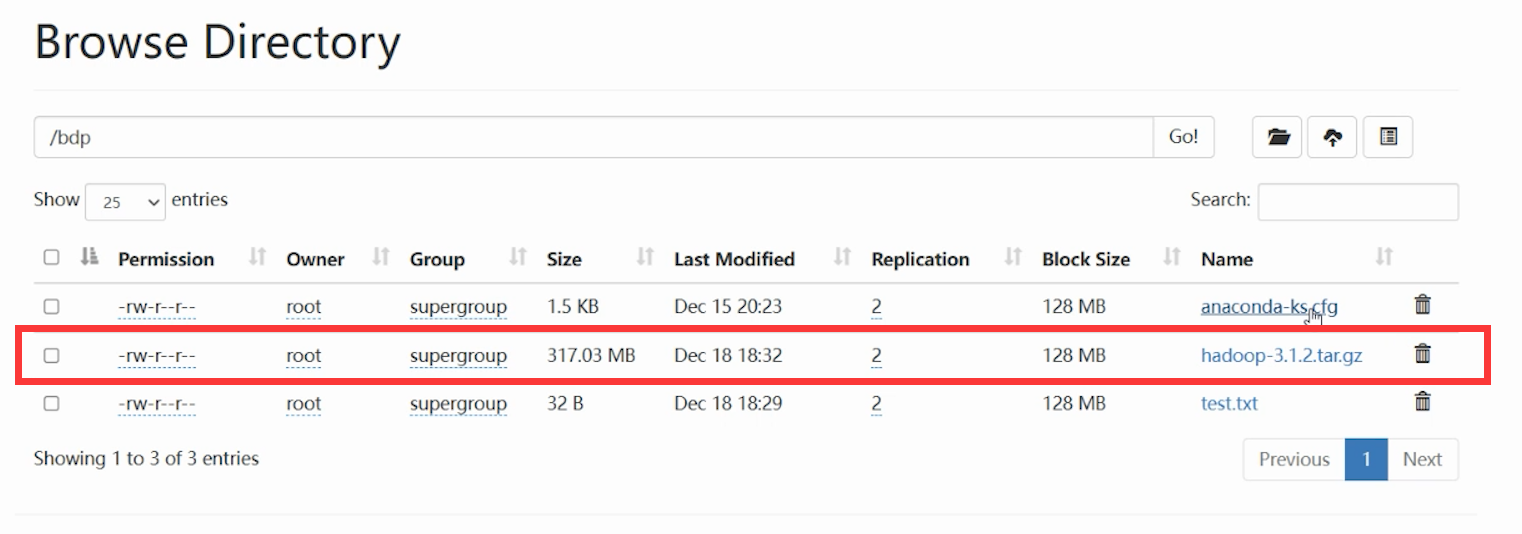 Browse Directory
/bdp Go!
Show 25 entries Search:
Permission Owner Group Size Last Modified Replication Block Size Name
-rw-r--r-- root supergroup 1.5 KB Dec 15 20:23 2 128 MB anaconda-ks.cfg
-rw-r--r-- root supergroup 317.03 MB Dec 18 18:32 2 128 MB hadoop-3.1.2.tar.gz
-rw-r--r-- root supergroup 32 B Dec 18 18:29 2 128 MB test.txt
Showing 1 to 3 of 3 entries Previous 1 Next